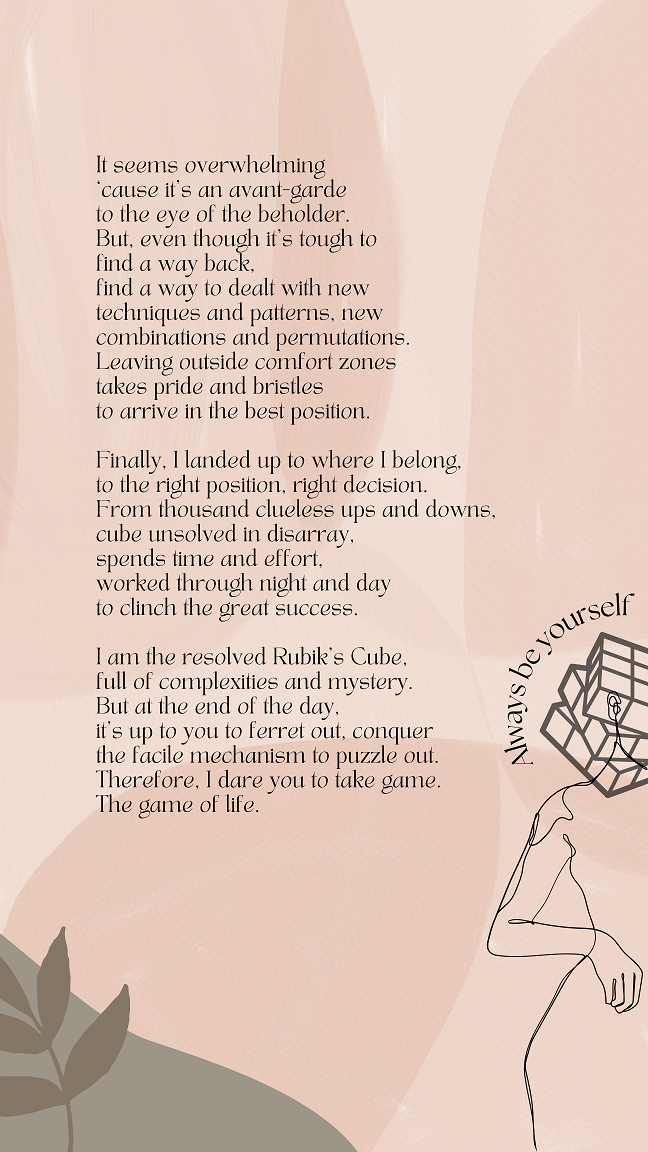 It seems overwhelming
‘cause it’s an avant-garde
to the eye of the beholder.
But, even though it’s tough to
find a way back,
find a way to dealt with new
techniques and patterns, new
combinations and permutations.
Leaving outside comfort zones
takes pride and bristles
to arrive in the best position.
Finally, I landed up to where I belong,
to the right position, right decision.
From thousand clueless ups and downs,
cube unsolved in disarray,
spends time and effort,
worked through night and day
to clinch the great success.
I am the resolved Rubik’s Cube,
full of complexities and mystery.
But at the end of the day,
it’s up to you to ferret out, conquer
the facile mechanism to puzzle out.
Therefore, I dare you to take game.
The game of life.
Always be yourself